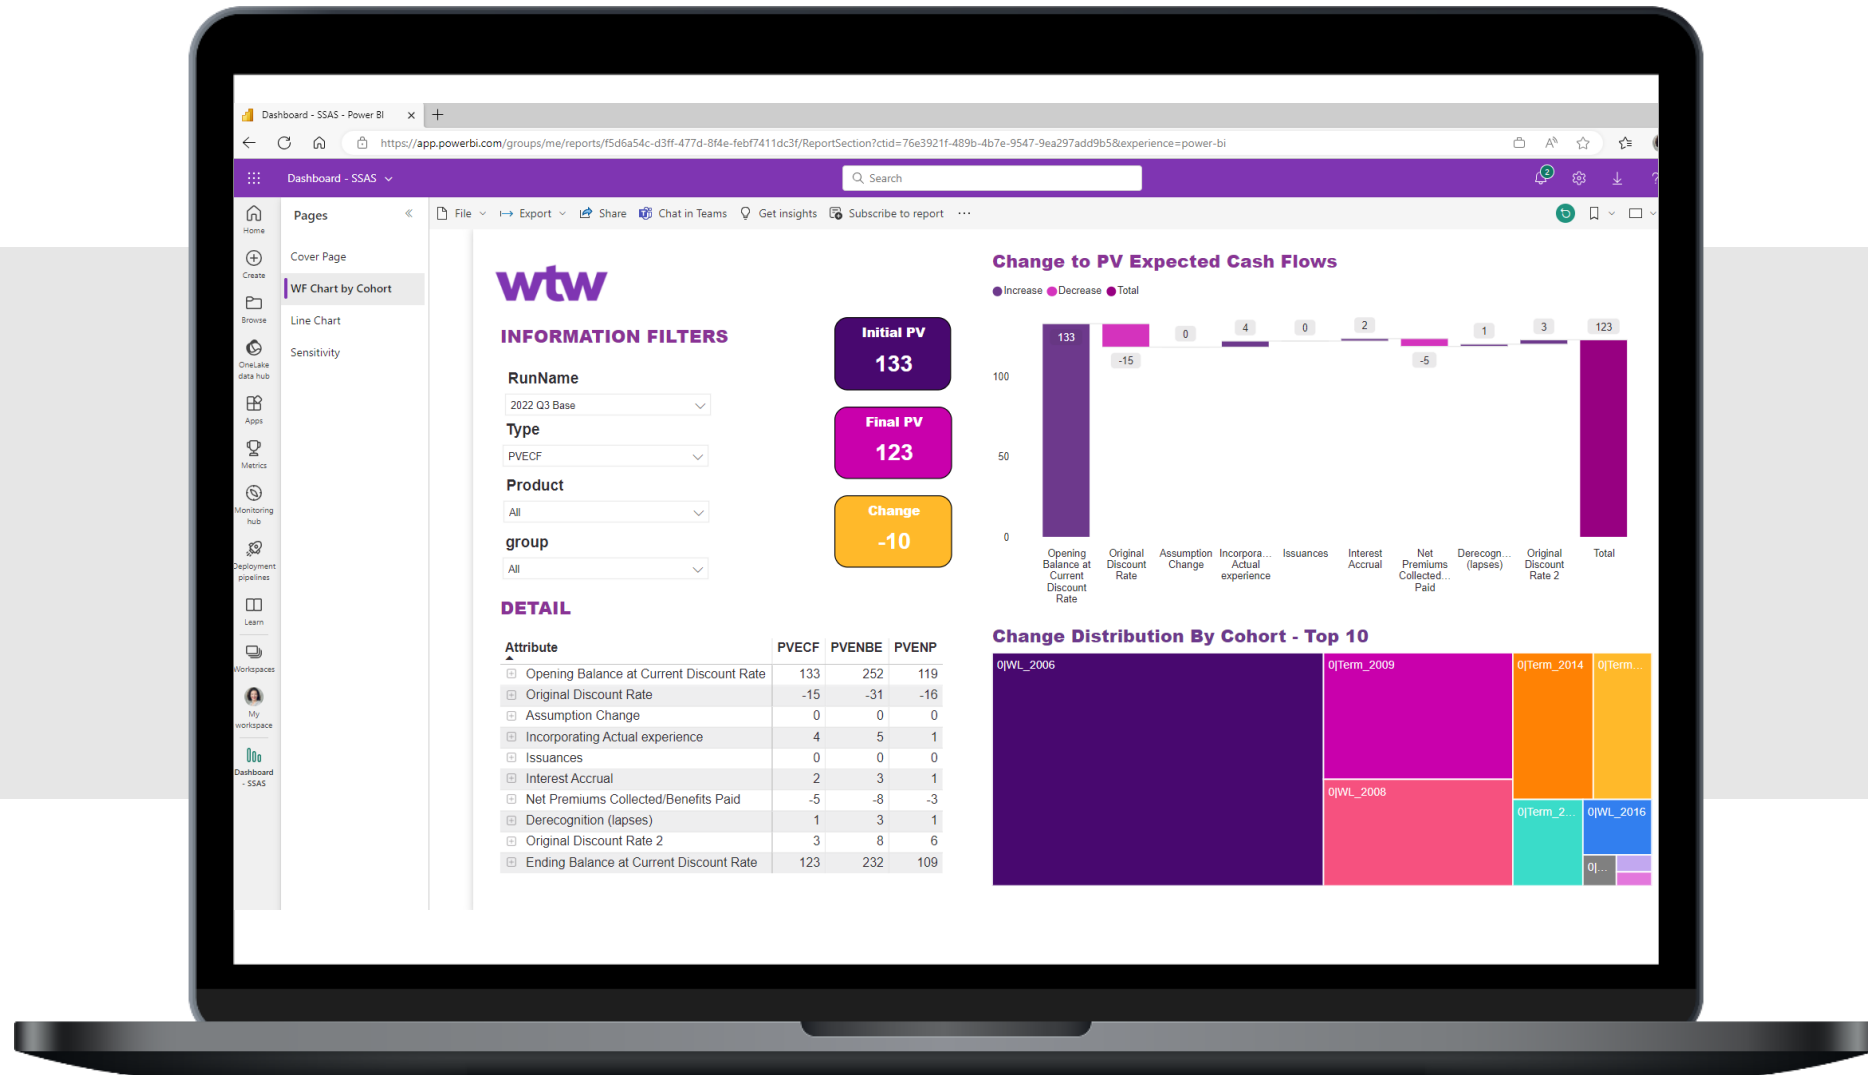 Dashboard - SSAS - Power BI
https://app.powerbi.com/groups/me/reports/f5d6a54c-d3ff-477d-8f4e-febf7411dc3f/ReportSection?ctid=76e3921f-489b-4b7e-9547-9ea297add9b5&experience=power-bi
Dashboard - SSAS
Search
2
?
Home
Create
Browse
OneLake
data hub
Apps
Metrics
Monitoring
hub
Deployment
pipelines
Learn
Workspaces
My
workspace
Dashboard
- SSAS
Pages
Cover Page
WF Chart by Cohort
Line Chart
Sensitivity
File
Export
Share
Chat in Teams
Get insights
Subscribe to report
...
wtw
INFORMATION FILTERS
RunName
2022 Q3 Base
Type
PVECF
Product
All
group
All
Initial PV
133
Final PV
123
Change
-10
DETAIL
Attribute PVECF PVENBE PVENP
Opening Balance at Current Discount Rate 133 252 119
Original Discount Rate -15 -31 -16
Assumption Change 0 0 0
Incorporating Actual experience 4 5 1
Issuances 0 0 0
Interest Accrual 2 3 1
Net Premiums Collected/Benefits Paid -5 -8 -3
Derecognition (lapses) 1 3 1
Original Discount Rate 2 3 8 6
Ending Balance at Current Discount Rate 123 232 109
Change to PV Expected Cash Flows
Increase Decrease Total
133
-15
0
4
0
2
-5
1
3
123
100
50
0
Opening
Balance at
Current
Discount
Rate
Original
Discount
Rate
Assumption
Change
Incorpora...
Actual
experience
Issuances
Interest
Accrual
Net
Premiums
Collected...
Paid
Derecogn...
(lapses)
Original
Discount
Rate 2
Total
Change Distribution By Cohort - Top 10
0|WL_2006
0|Term_2009
0|WL_2008
0|Term_2014
0|Term...
0|Term_2...
0|WL_2016
0|...